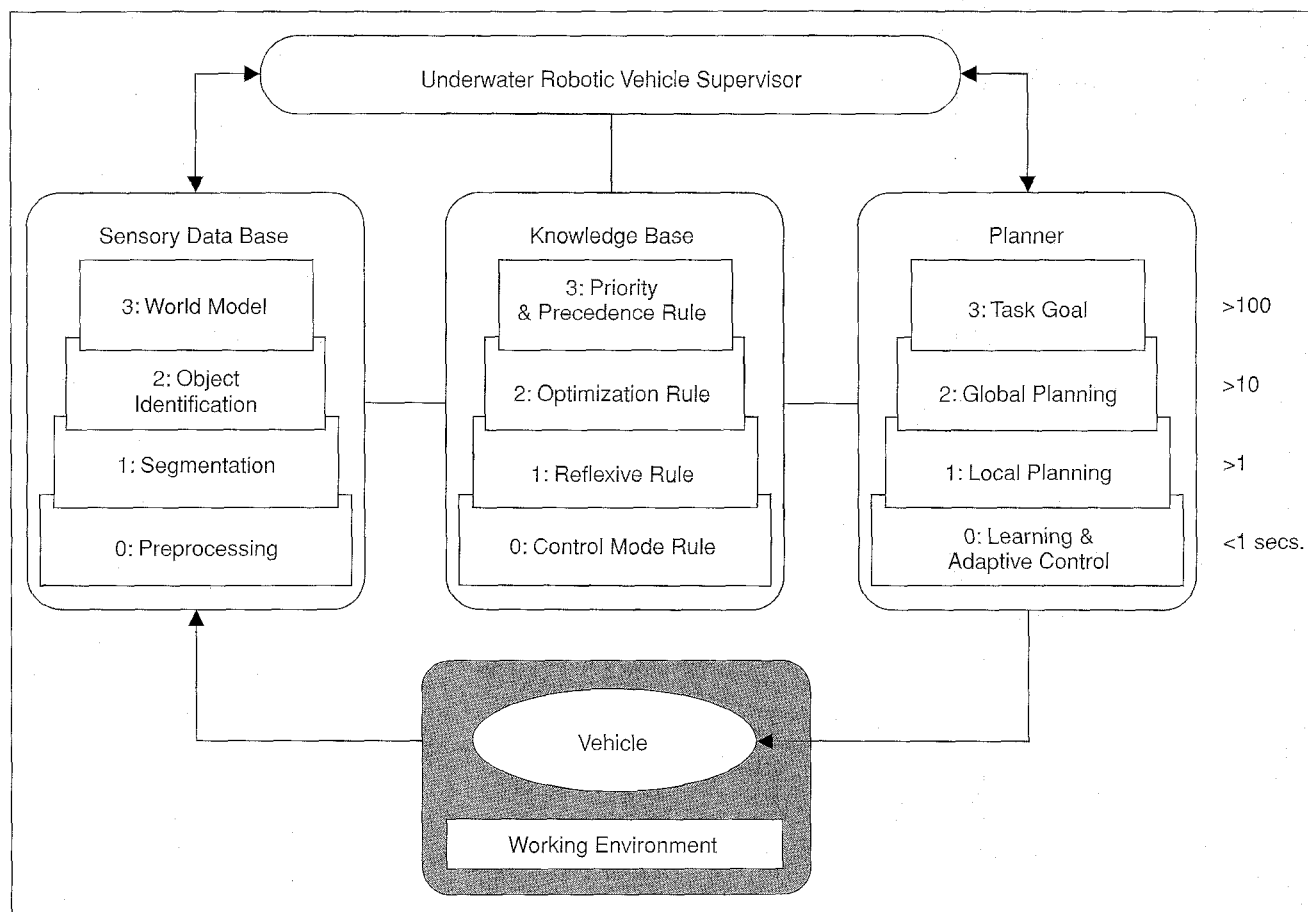 Underwater Robotic Vehicle Supervisor
Sensory Data Base
3: World Model
2: Object
Identification
1: Segmentation
0: Preprocessing
Knowledge Base
3: Priority
& Precedence Rule
2: Optimization Rule
1: Reflexive Rule
0: Control Mode Rule
Planner
3: Task Goal
2: Global Planning
1: Local Planning
0: Learning &
Adaptive Control
>100
>10
>1
<1 secs.
Vehicle
Working Environment